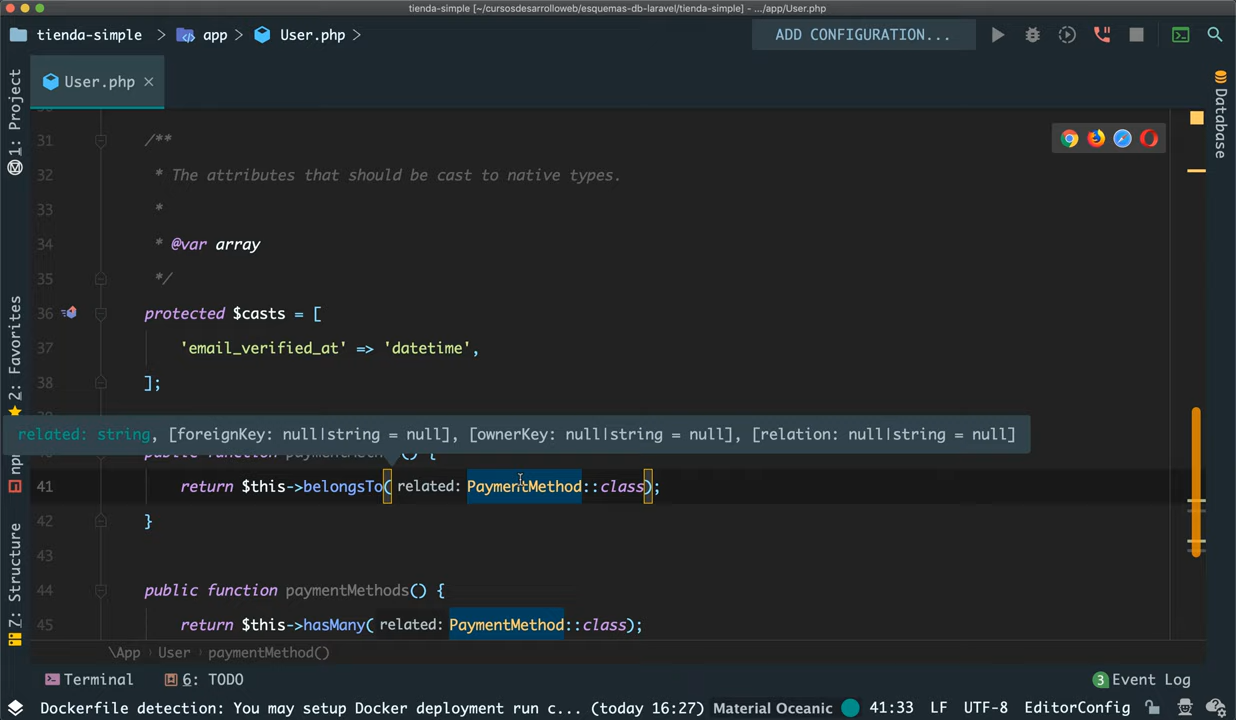 tienda-simple [~/cursosdesarrolloweb/esquemas-db-laravel/tienda-simple] - .../app/User.php
tienda-simple > app > User.php >
ADD CONFIGURATION...
User.php ×
1: Project
2: Favorites
npm
7: Structure
Database
31 /**
32 * The attributes that should be cast to native types.
33 *
34 * @var array
35 */
36 protected $casts = [
37 'email_verified_at' => 'datetime',
38 ];
related: string, [foreignKey: null|string = null], [ownerKey: null|string = null], [relation: null|string = null]
public function paymentMethod() {
41 return $this->belongsTo( related: PaymentMethod::class);
42 }
43
44 public function paymentMethods() {
45 return $this->hasMany( related: PaymentMethod::class);
\App User paymentMethod()
Terminal 6: TODO 3 Event Log
Dockerfile detection: You may setup Docker deployment run c... (today 16:27) Material Oceanic 41:33 LF UTF-8 EditorConfig